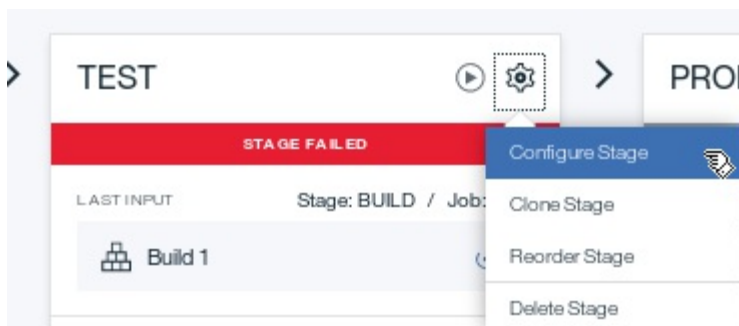 TEST
PRO
STAGE FAILED
Configure Stage
LAST INPUT
Stage: BUILD / Job:
Clone Stage
Build 1
Reorder Stage
Delete Stage